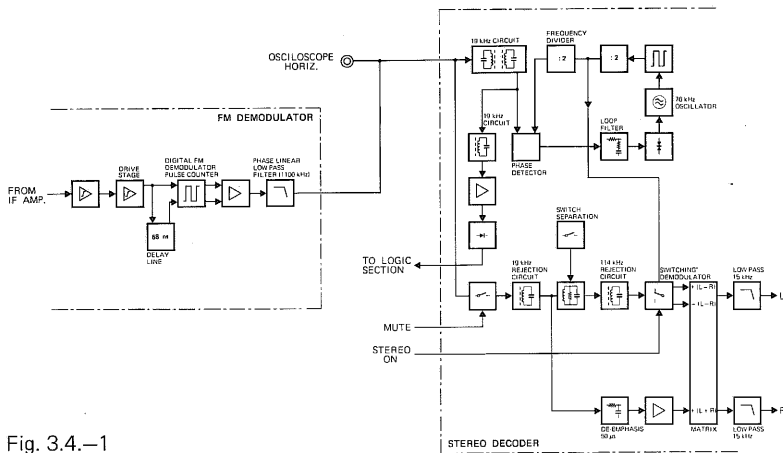 OSCILOSCOPE
HORIZ.
19 kHz CIRCUIT
FREQUENCY
DIVIDER
: 2
: 2
76 kHz
OSCILLATOR
19 kHz
CIRCUIT
LOOP
FILTER
PHASE
DETECTOR
FM DEMODULATOR
DRIVE
STAGE
DIGITAL FM
DEMODULATOR
PULSE COUNTER
PHASE LINEAR
LOW PASS
FILTER (1100 kHz)
FROM
IF AMP.
DELAY
LINE
SWITCH
SEPARATION
TO LOGIC
SECTION
19 kHz
REJECTION
CIRCUIT
114 kHz
REJECTION
CIRCUIT
SWITCHING
DEMODULATOR
LOW PASS
15 kHz
+ (L – R)
– (L – R)
L
MUTE
STEREO
ON
+ (L + R)
R
DE-EMPHASIS
50 µs
MATRIX
LOW PASS
15 kHz
STEREO DECODER
Fig. 3.4.–1